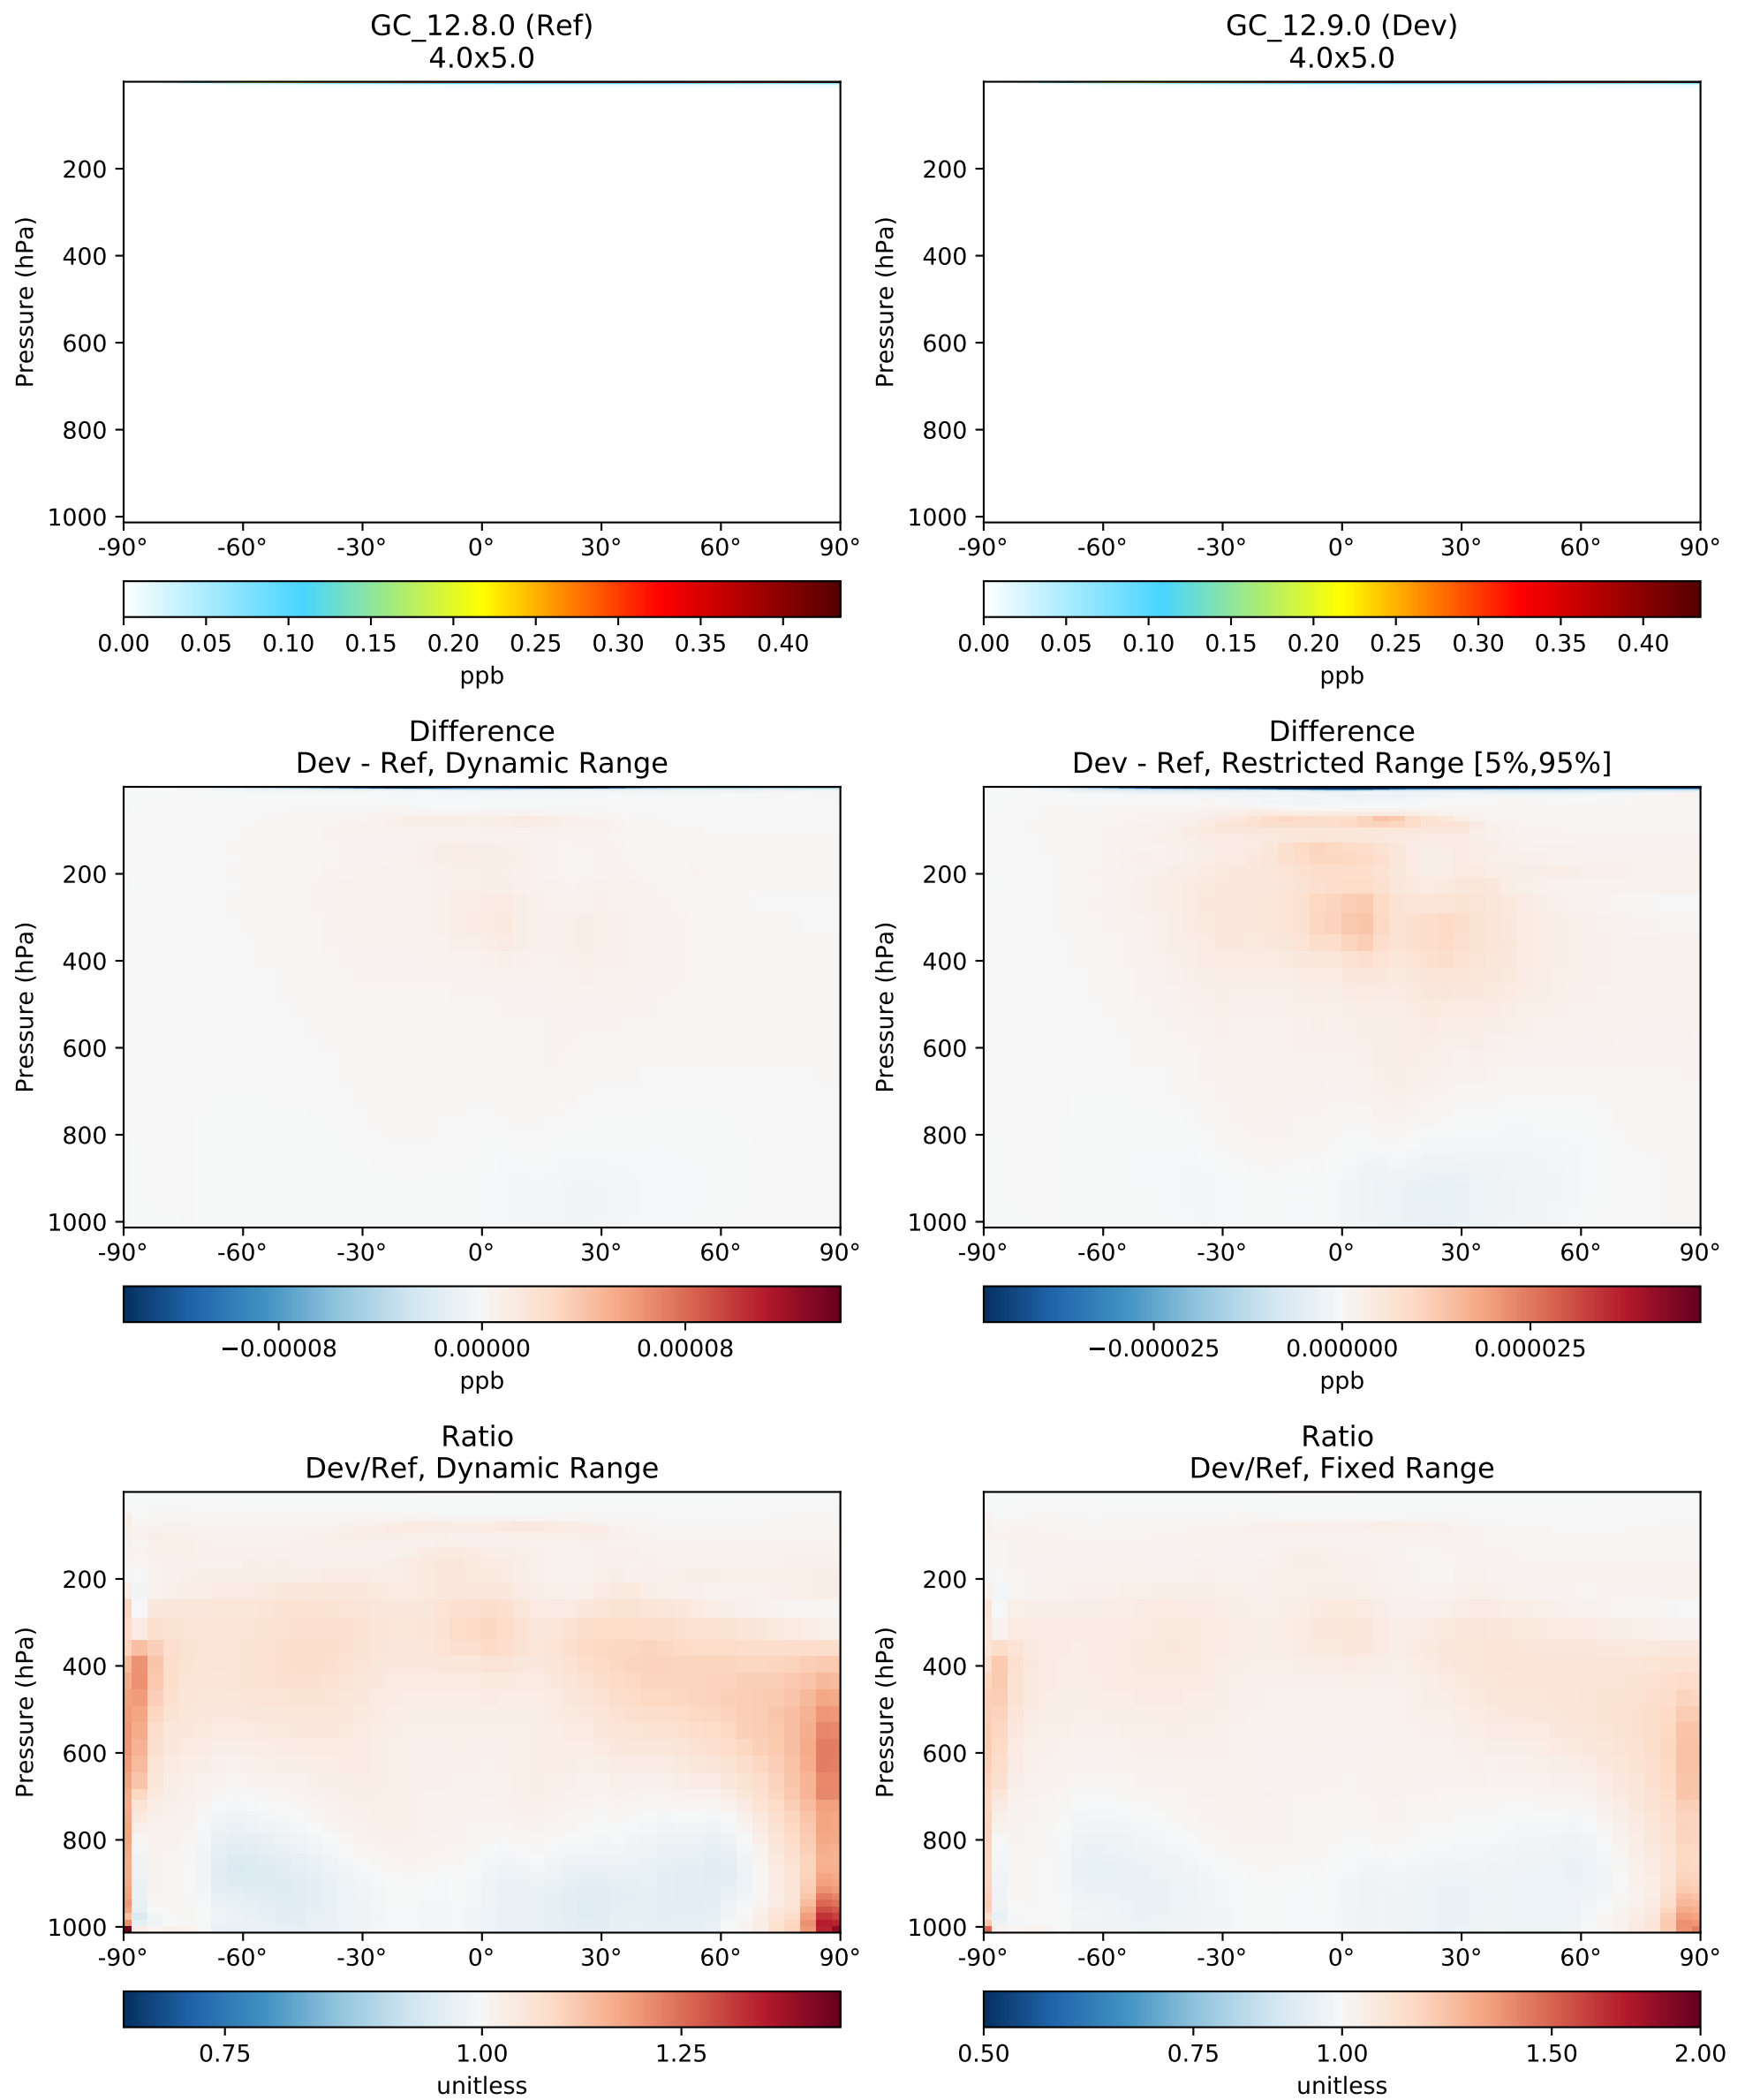 GC_12.8.0 (Ref)
4.0x5.0
Pressure (hPa)
200
400
600
800
1000
-90° -60° -30° 0° 30° 60° 90°
0.00 0.05 0.10 0.15 0.20 0.25 0.30 0.35 0.40
ppb
GC_12.9.0 (Dev)
4.0x5.0
Pressure (hPa)
200
400
600
800
1000
-90° -60° -30° 0° 30° 60° 90°
0.00 0.05 0.10 0.15 0.20 0.25 0.30 0.35 0.40
ppb
Difference
Dev - Ref, Dynamic Range
Pressure (hPa)
200
400
600
800
1000
-90° -60° -30° 0° 30° 60° 90°
−0.00008 0.00000 0.00008
ppb
Difference
Dev - Ref, Restricted Range [5%,95%]
Pressure (hPa)
200
400
600
800
1000
-90° -60° -30° 0° 30° 60° 90°
−0.000025 0.000000 0.000025
ppb
Ratio
Dev/Ref, Dynamic Range
Pressure (hPa)
200
400
600
800
1000
-90° -60° -30° 0° 30° 60° 90°
0.75 1.00 1.25
unitless
Ratio
Dev/Ref, Fixed Range
Pressure (hPa)
200
400
600
800
1000
-90° -60° -30° 0° 30° 60° 90°
0.50 0.75 1.00 1.50 2.00
unitless